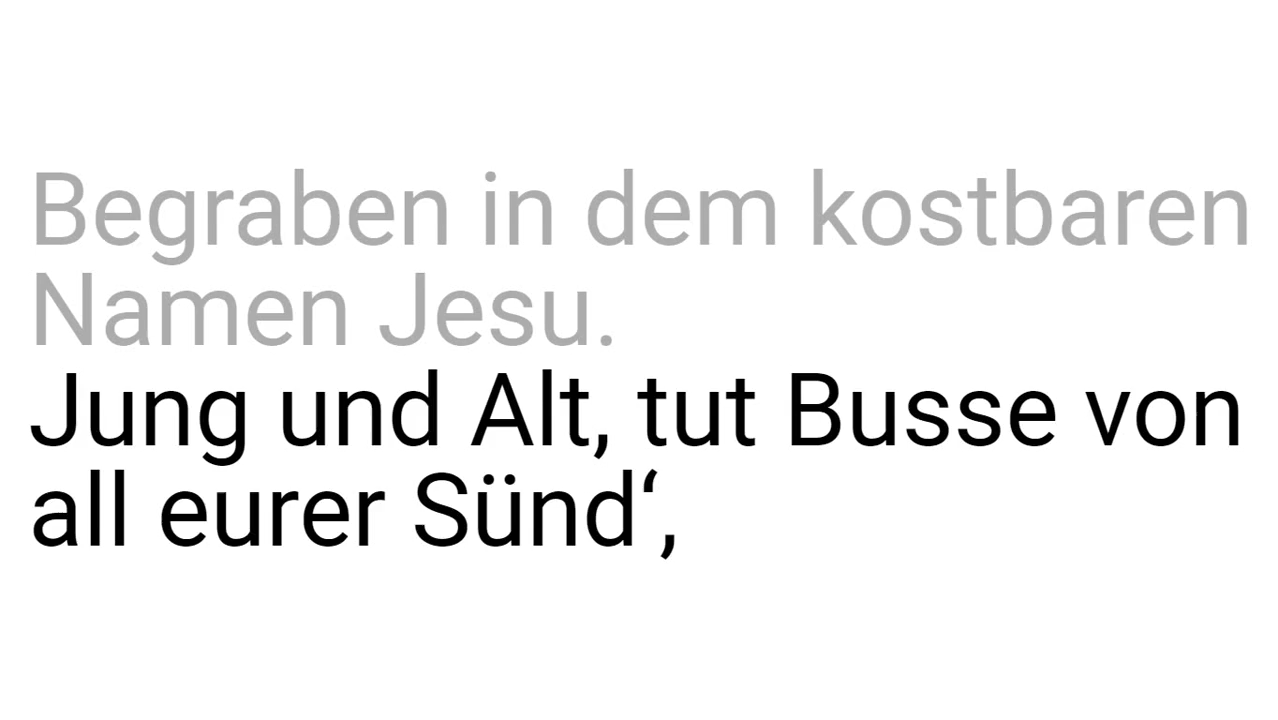 Begraben in dem kostbaren
Namen Jesu.
Jung und Alt, tut Busse von
all eurer Sünd‘,